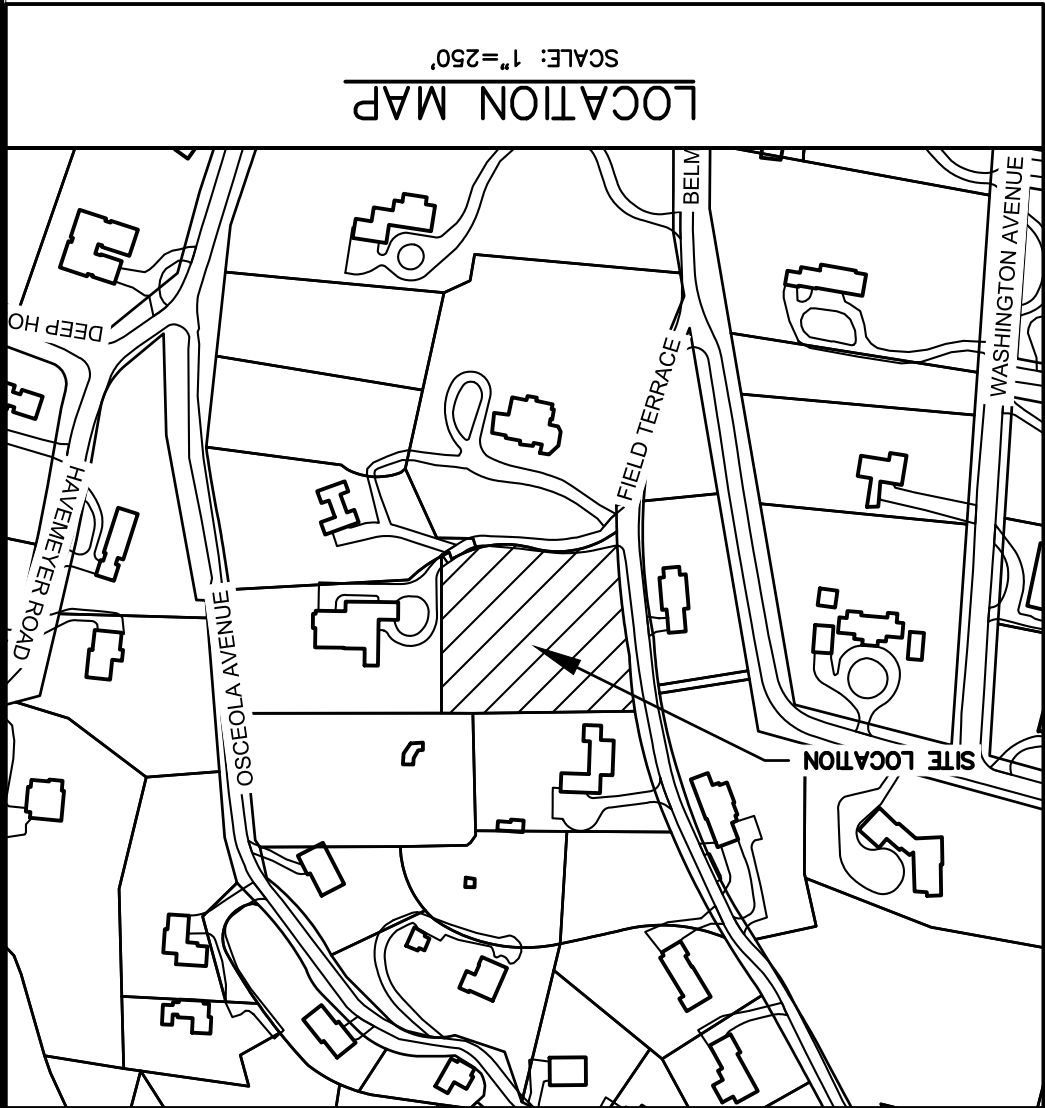 LOCATION MAP
SCALE: 1"=250'
BELM
WASHINGTON AVENUE
DEEP HO
FIELD TERRACE
HAVEMEYER ROAD
OSCEOLA AVENUE
SITE LOCATION